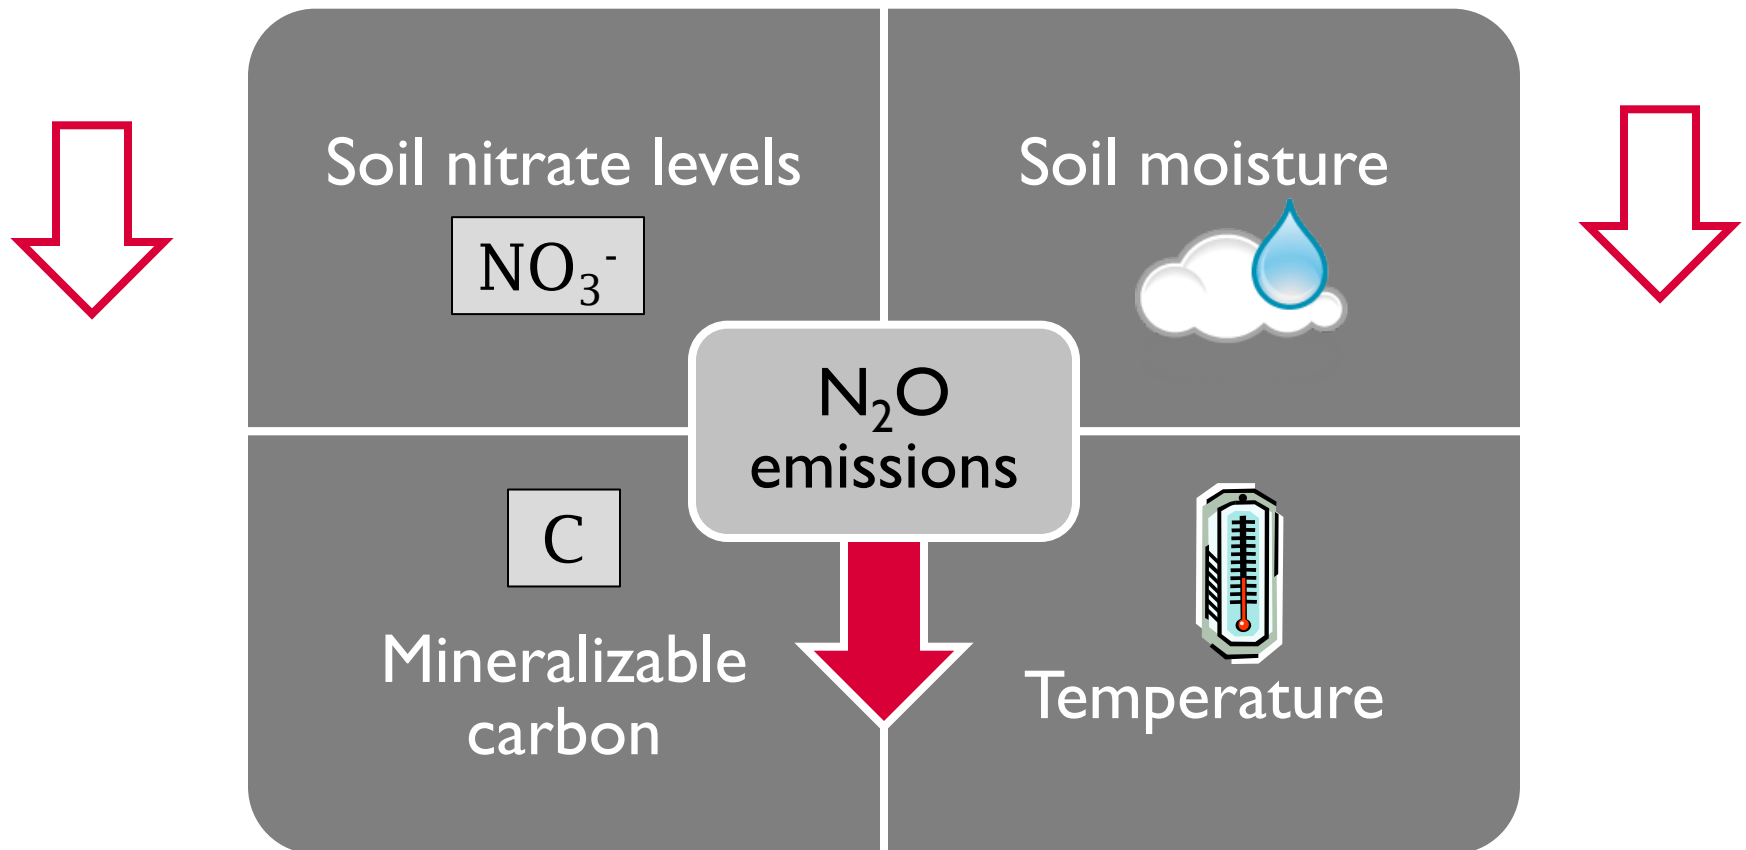 Soil nitrate levels
NO₃⁻
Soil moisture
N₂O
emissions
C
Mineralizable
carbon
Temperature